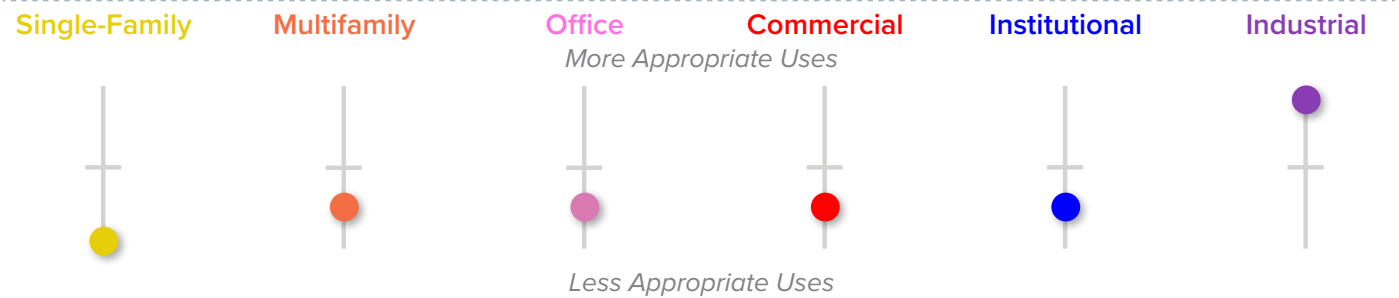 Single-Family Multifamily Office Commercial Institutional Industrial
More Appropriate Uses
Less Appropriate Uses